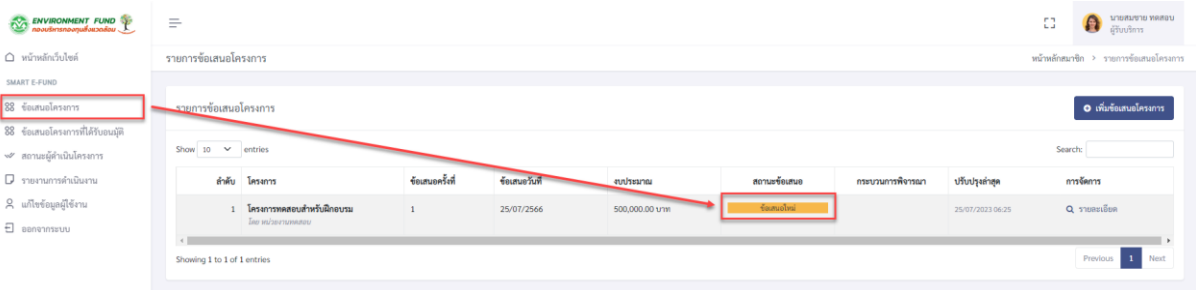 ENVIRONMENT FUND
กองบริหารกองทุนสิ่งแวดล้อม
นายสมชาย ทดสอบ
ผู้รับบริการ
หน้าหลักเว็บไซต์
รายการข้อเสนอโครงการ
หน้าหลักสมาชิก > รายการข้อเสนอโครงการ
SMART E-FUND
ข้อเสนอโครงการ
ข้อเสนอโครงการที่ได้รับอนุมัติ
สถานะผู้ดำเนินโครงการ
รายงานการดำเนินงาน
แก้ไขข้อมูลผู้ใช้งาน
ออกจากระบบ
รายการข้อเสนอโครงการ
เพิ่มข้อเสนอโครงการ
Show 10 entries
Search:
ลำดับ โครงการ ข้อเสนอครั้งที่ ข้อเสนอวันที่ งบประมาณ สถานะข้อเสนอ กระบวนการพิจารณา ปรับปรุงล่าสุด การจัดการ
1 โครงการทดสอบสำหรับฝึกอบรม 1 25/07/2566 500,000.00 บาท ข้อเสนอใหม่ 25/07/2023 06:25 รายละเอียด
โดย หน่วยงานทดสอบ
Showing 1 to 1 of 1 entries
Previous 1 Next